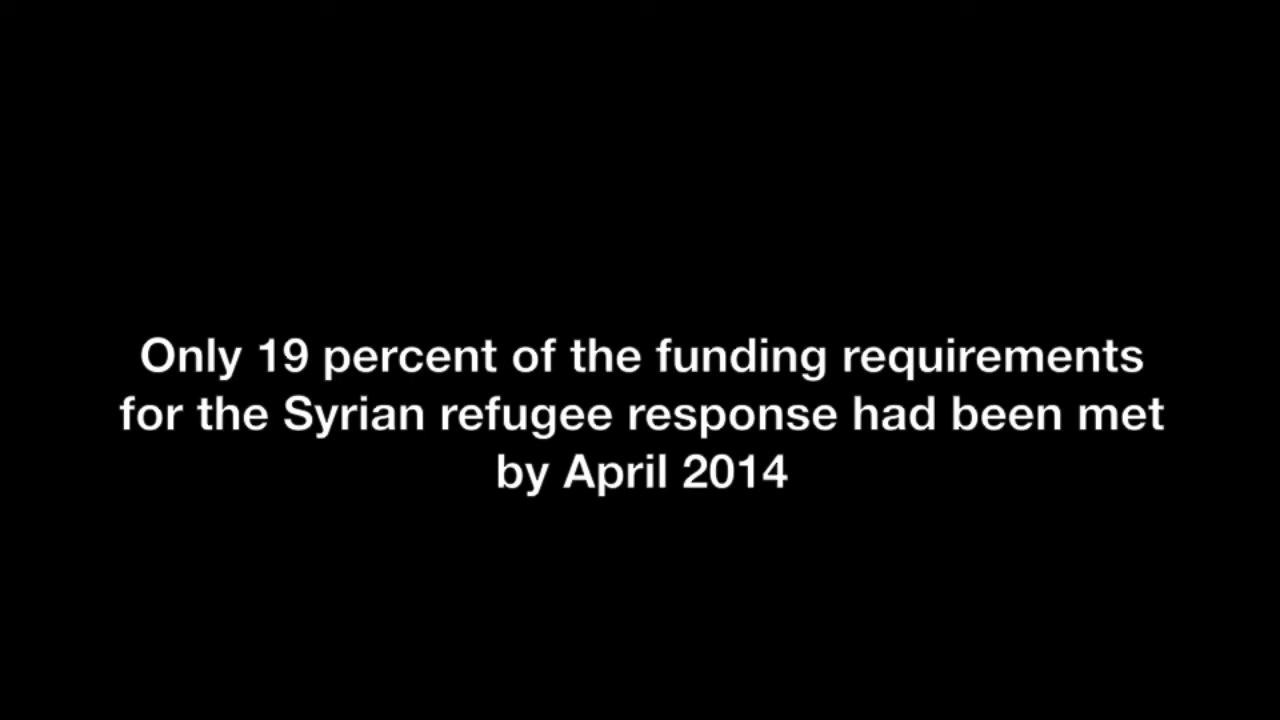 Only 19 percent of the funding requirements
for the Syrian refugee response had been met
by April 2014